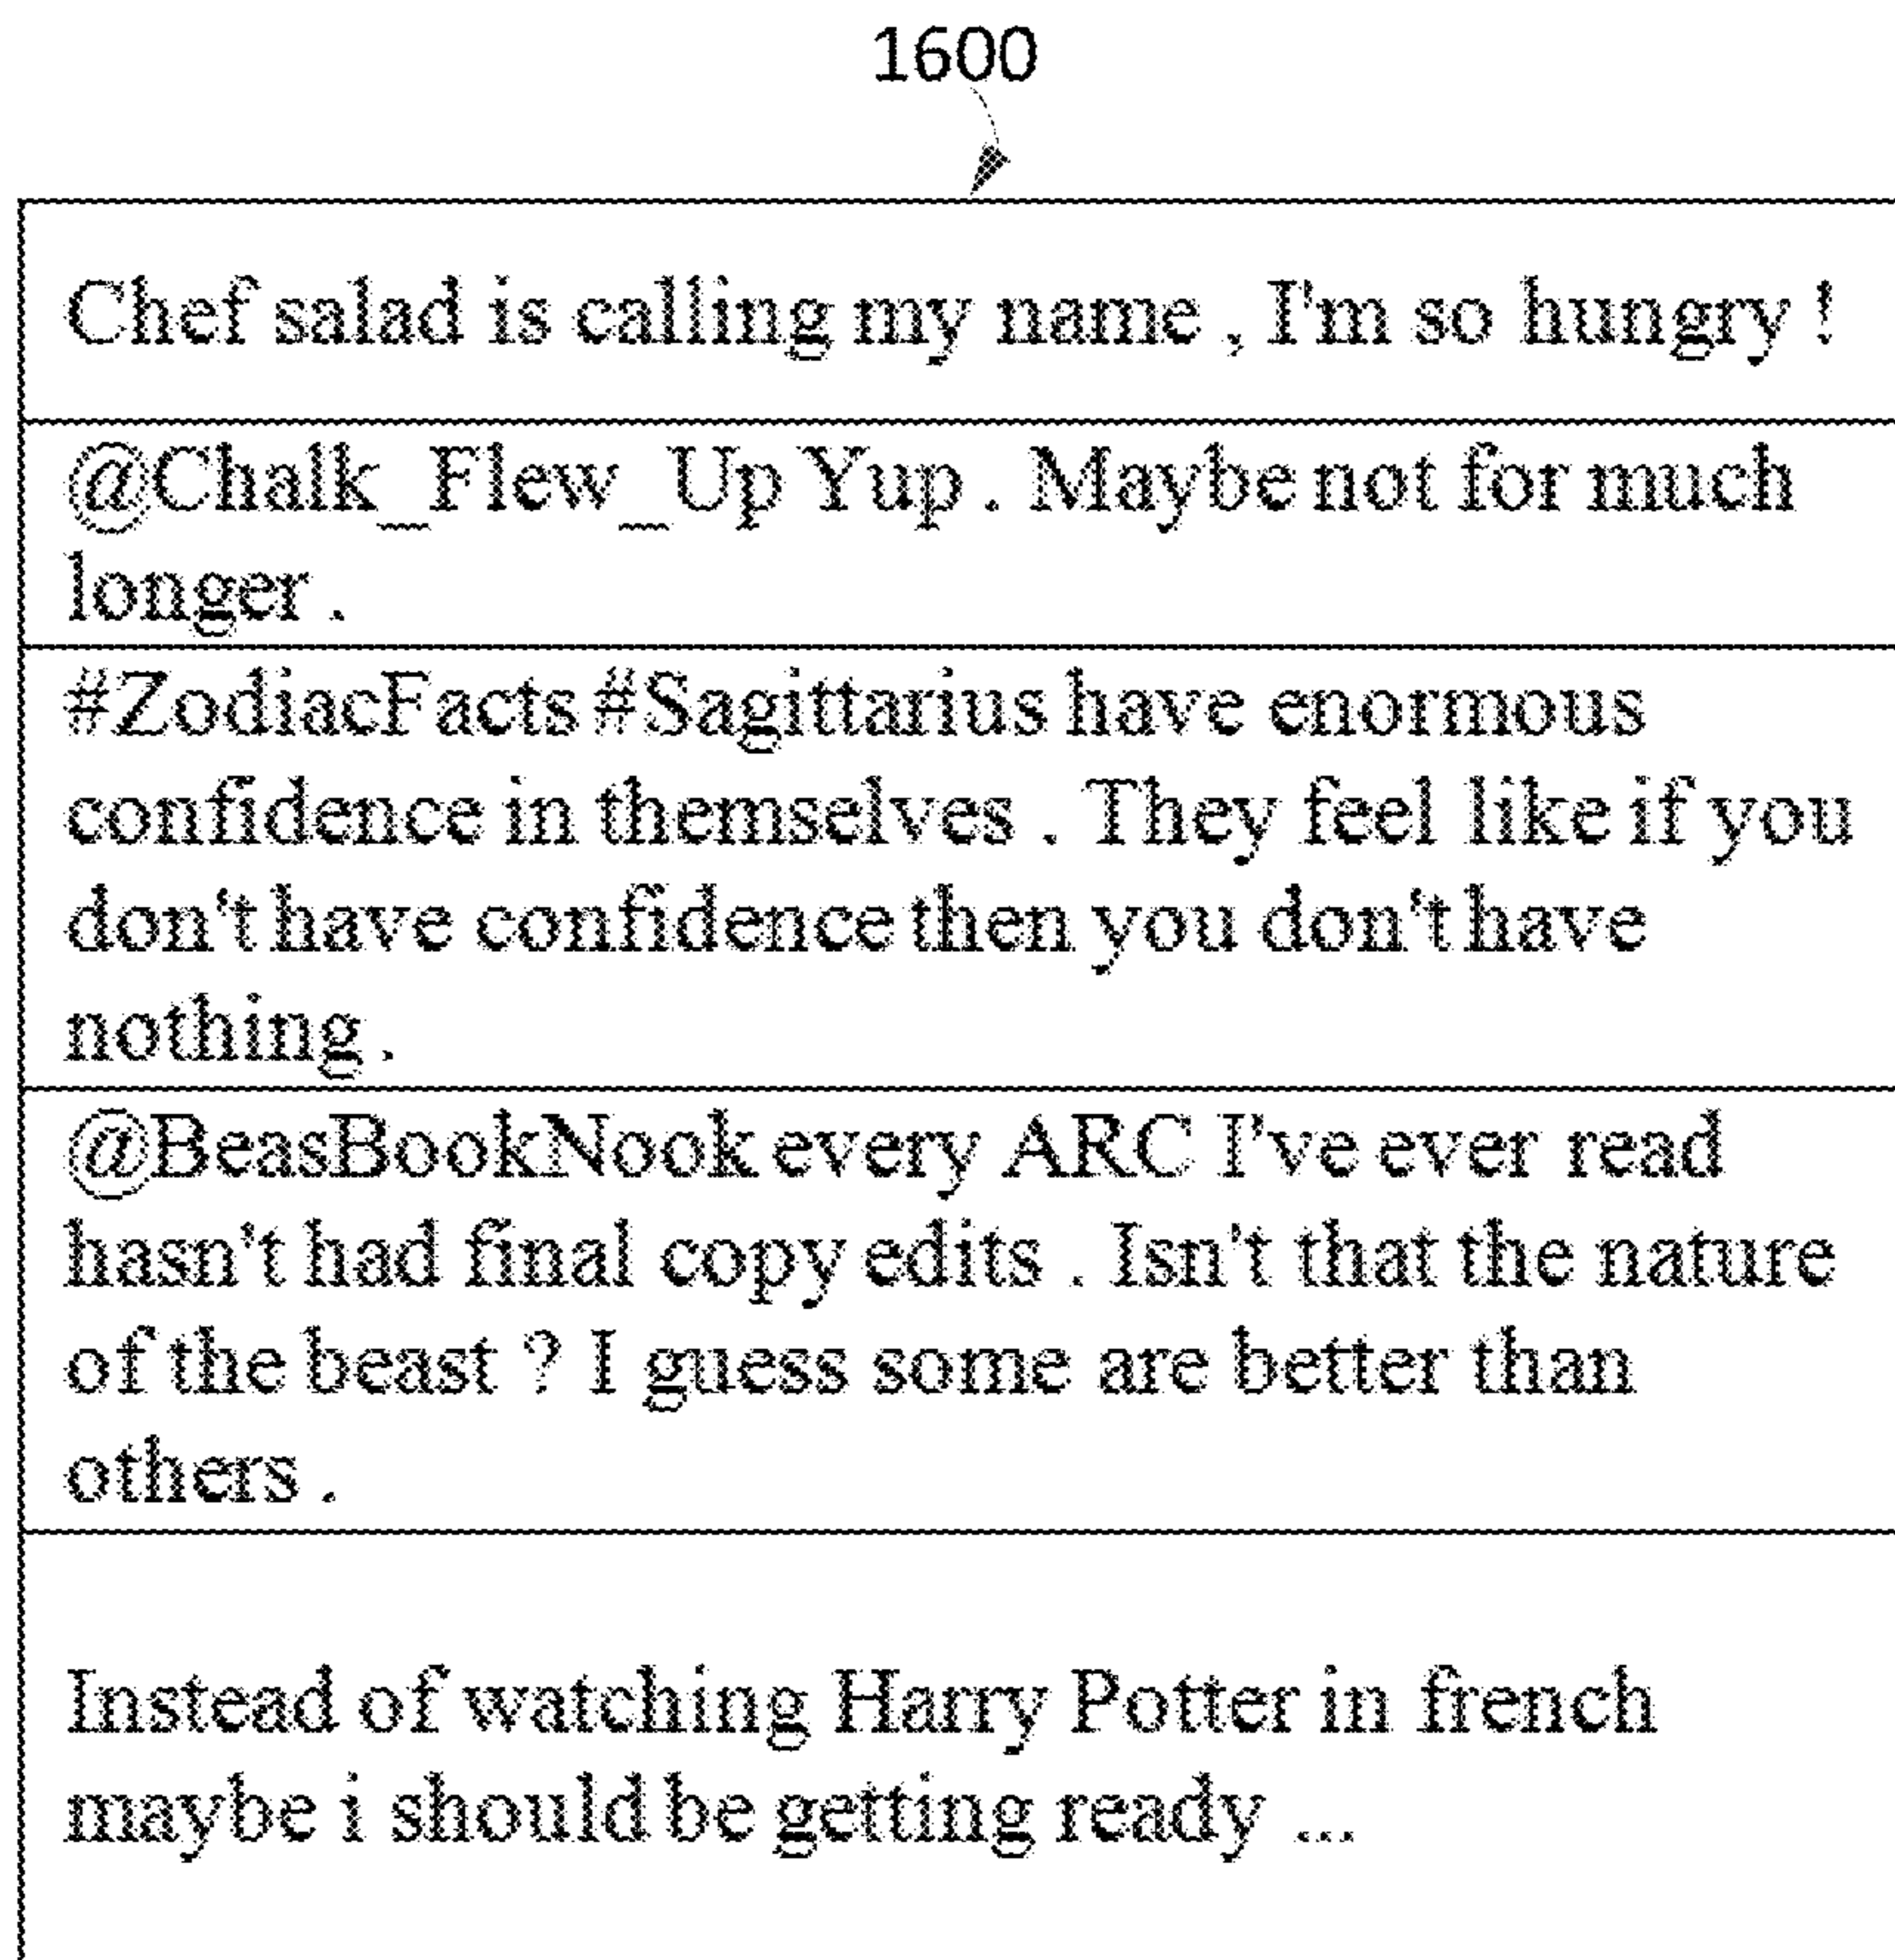 1600
Chef salad is calling my name , I'm so hungry !
@Chalk_Flew_Up Yup . Maybe not for much
longer .
#ZodiacFacts #Sagittarius have enormous
confidence in themselves . They feel like if you
don't have confidence then you don't have
nothing .
@BeasBookNook every ARC I've ever read
hasn't had final copy edits . Isn't that the nature
of the beast ? I guess some are better than
others .
Instead of watching Harry Potter in french
maybe i should be getting ready ...